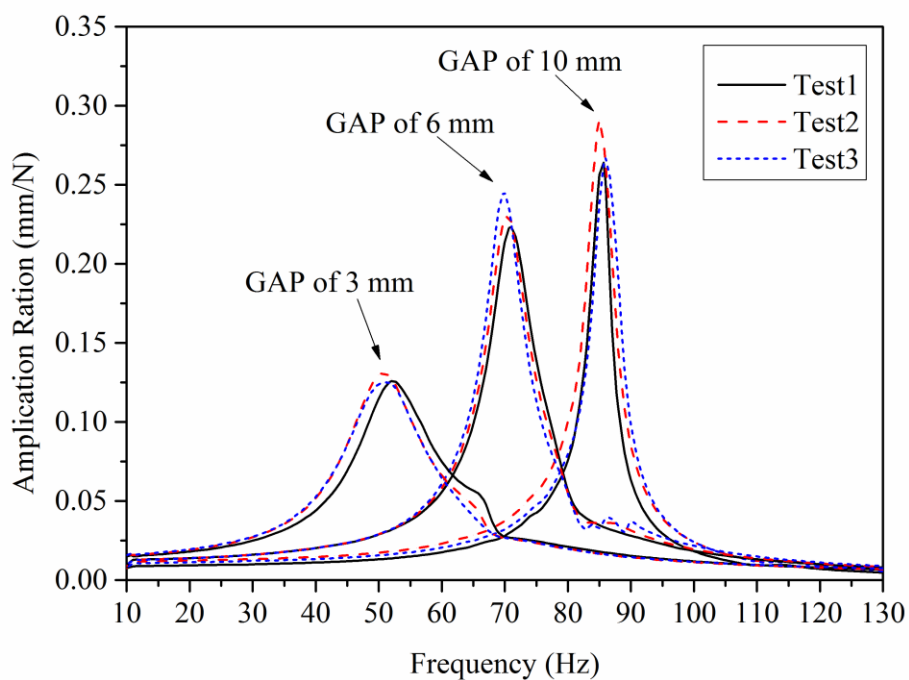 0.35
0.30
0.25
0.20
0.15
0.10
0.05
0.00
Amplication Ration (mm/N)
GAP of 10 mm
GAP of 6 mm
GAP of 3 mm
Test1
Test2
Test3
10 20 30 40 50 60 70 80 90 100 110 120 130
Frequency (Hz)